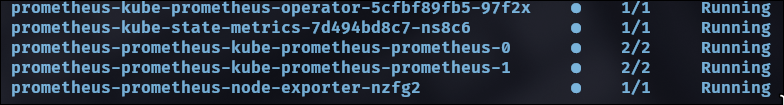 prometheus-kube-prometheus-operator-5cfbf89fb5-97f2x ● 1/1 Running
prometheus-kube-state-metrics-7d494bd8c7-ns8c6 ● 1/1 Running
prometheus-prometheus-kube-prometheus-prometheus-0 ● 2/2 Running
prometheus-prometheus-kube-prometheus-prometheus-1 ● 2/2 Running
prometheus-prometheus-node-exporter-nzfg2 ● 1/1 Running